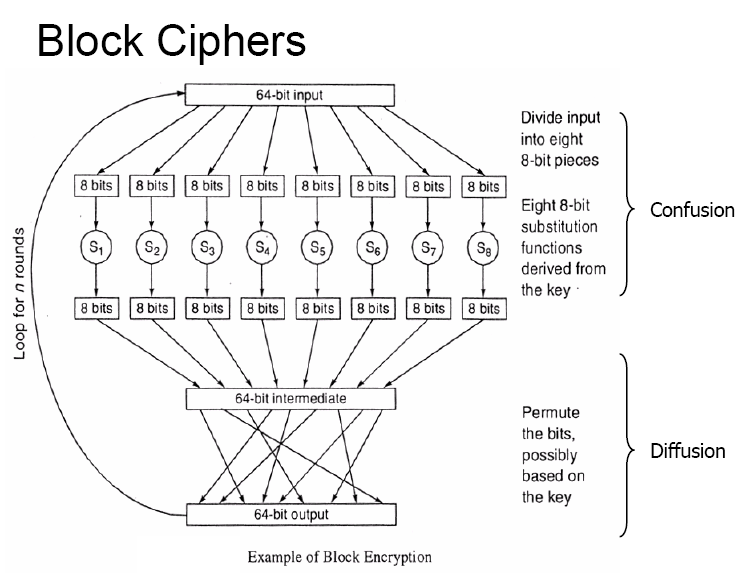 Block Ciphers
64-bit input
Divide input
into eight
8-bit pieces
8 bits 8 bits 8 bits 8 bits 8 bits 8 bits 8 bits 8 bits
Eight 8-bit
substitution
functions
derived from
the key
Confusion
S1 S2 S3 S4 S5 S6 S7 S8
8 bits 8 bits 8 bits 8 bits 8 bits 8 bits 8 bits 8 bits
Loop for n rounds
64-bit intermediate
Permute
the bits,
possibly
based on
the key
Diffusion
64-bit output
Example of Block Encryption